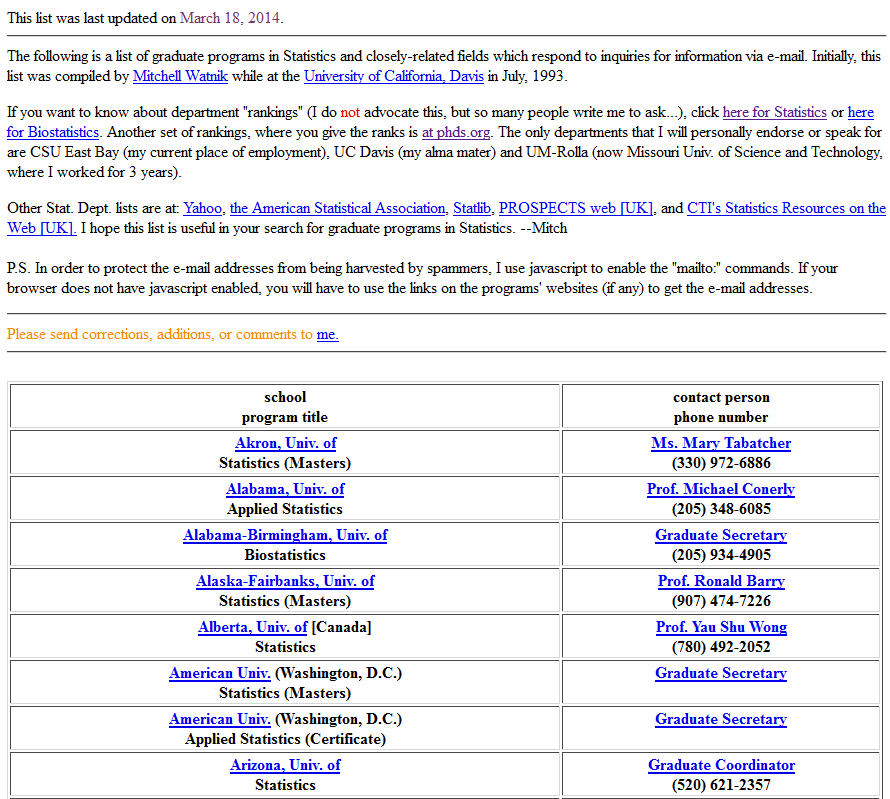 This list was last updated on March 18, 2014.
The following is a list of graduate programs in Statistics and closely-related fields which respond to inquiries for information via e-mail. Initially, this
list was compiled by Mitchell Watnik while at the University of California, Davis in July, 1993.
If you want to know about department "rankings" (I do not advocate this, but so many people write me to ask...), click here for Statistics or here
for Biostatistics. Another set of rankings, where you give the ranks is at phds.org. The only departments that I will personally endorse or speak for
are CSU East Bay (my current place of employment), UC Davis (my alma mater) and UM-Rolla (now Missouri Univ. of Science and Technology,
where I worked for 3 years).
Other Stat. Dept. lists are at: Yahoo, the American Statistical Association, Statlib, PROSPECTS web [UK], and CTI's Statistics Resources on the
Web [UK]. I hope this list is useful in your search for graduate programs in Statistics. --Mitch
P.S. In order to protect the e-mail addresses from being harvested by spammers, I use javascript to enable the "mailto:" commands. If your
browser does not have javascript enabled, you will have to use the links on the programs' websites (if any) to get the e-mail addresses.
Please send corrections, additions, or comments to me.
school contact person
program title phone number
Akron, Univ. of Ms. Mary Tabatcher
Statistics (Masters) (330) 972-6886
Alabama, Univ. of Prof. Michael Conerly
Applied Statistics (205) 348-6085
Alabama-Birmingham, Univ. of Graduate Secretary
Biostatistics (205) 934-4905
Alaska-Fairbanks, Univ. of Prof. Ronald Barry
Statistics (Masters) (907) 474-7226
Alberta, Univ. of [Canada] Prof. Yau Shu Wong
Statistics (780) 492-2052
American Univ. (Washington, D.C.) Graduate Secretary
Statistics (Masters)
American Univ. (Washington, D.C.) Graduate Secretary
Applied Statistics (Certificate)
Arizona, Univ. of Graduate Coordinator
Statistics (520) 621-2357